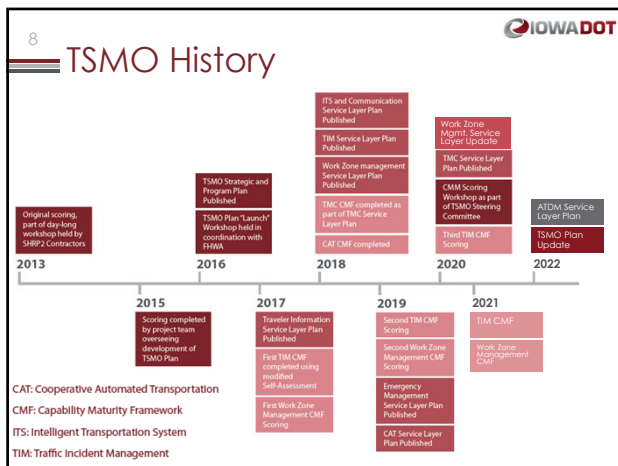 8
IOWADOT
TSMO History
ITS and Communication
Service Layer Plan
Published
TIM Service Layer Plan
Published
Work Zone management
Service Layer Plan Published
TMC CMF completed as
part of TMC Service
Layer Plan
CAT CMF completed
Work Zone
Mgmt. Service
Layer Update
TMC Service Layer
Plan Published
CMM Scoring
Workshop as part
of TSMO Steering
Committee
Third TIM CMF
Scoring
TSMO Strategic and
Program Plan
Published
TSMO Plan "Launch"
Workshop held in
coordination with
FHWA
Original scoring,
part of day-long
workshop held by
SHRP2 Contractors
ATDM Service
Layer Plan
TSMO Plan
Update
2013
2016
2018
2020
2022
2015
2017
2019
2021
Scoring completed
by project team
overseeing
development of
TSMO Plan
Traveler Information
Service Layer Plan
Published
First TIM CMF
completed using
modified
Self-Assessment
First Work Zone
Management CMF
Scoring
Second TIM CMF
Scoring
Second Work Zone
Management CMF
Scoring
Emergency
Management
Service Layer Plan
Published
CAT Service Layer
Plan Published
TIM CMF
Work Zone
Management
CMF
CAT: Cooperative Automated Transportation
CMF: Capability Maturity Framework
ITS: Intelligent Transportation System
TIM: Traffic Incident Management